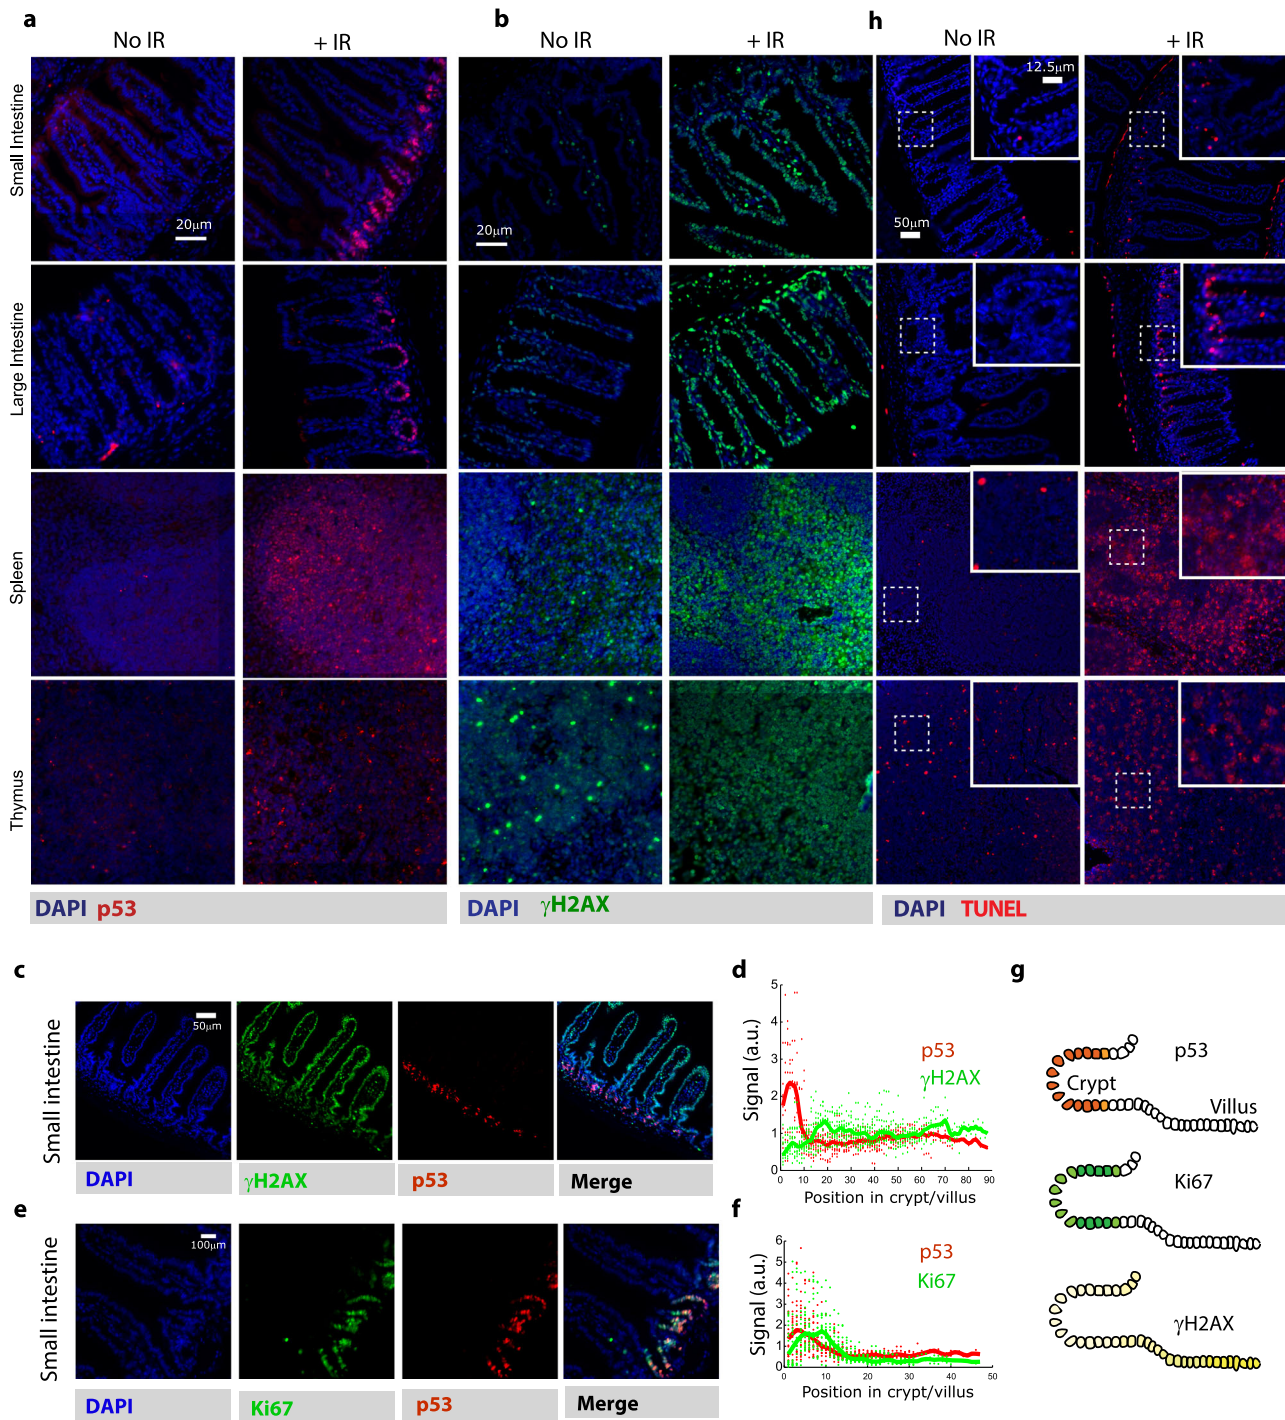 a
b
h
No IR
+ IR
No IR
+ IR
No IR
+ IR
Small Intestine
20μm
20μm
12.5μm
50μm
Large Intestine
Spleen
Thymus
DAPI p53
DAPI γH2AX
DAPI TUNEL
c
Small intestine
50μm
DAPI
γH2AX
p53
Merge
d
Signal (a.u.)
5
4
3
2
1
0
p53
γH2AX
0 10 20 30 40 50 60 70 80 90
Position in crypt/villus
e
Small intestine
100μm
DAPI
Ki67
p53
Merge
f
Signal (a.u.)
6
5
4
3
2
1
0
p53
Ki67
0 10 20 30 40 50
Position in crypt/villus
g
p53
Crypt
Villus
Ki67
γH2AX